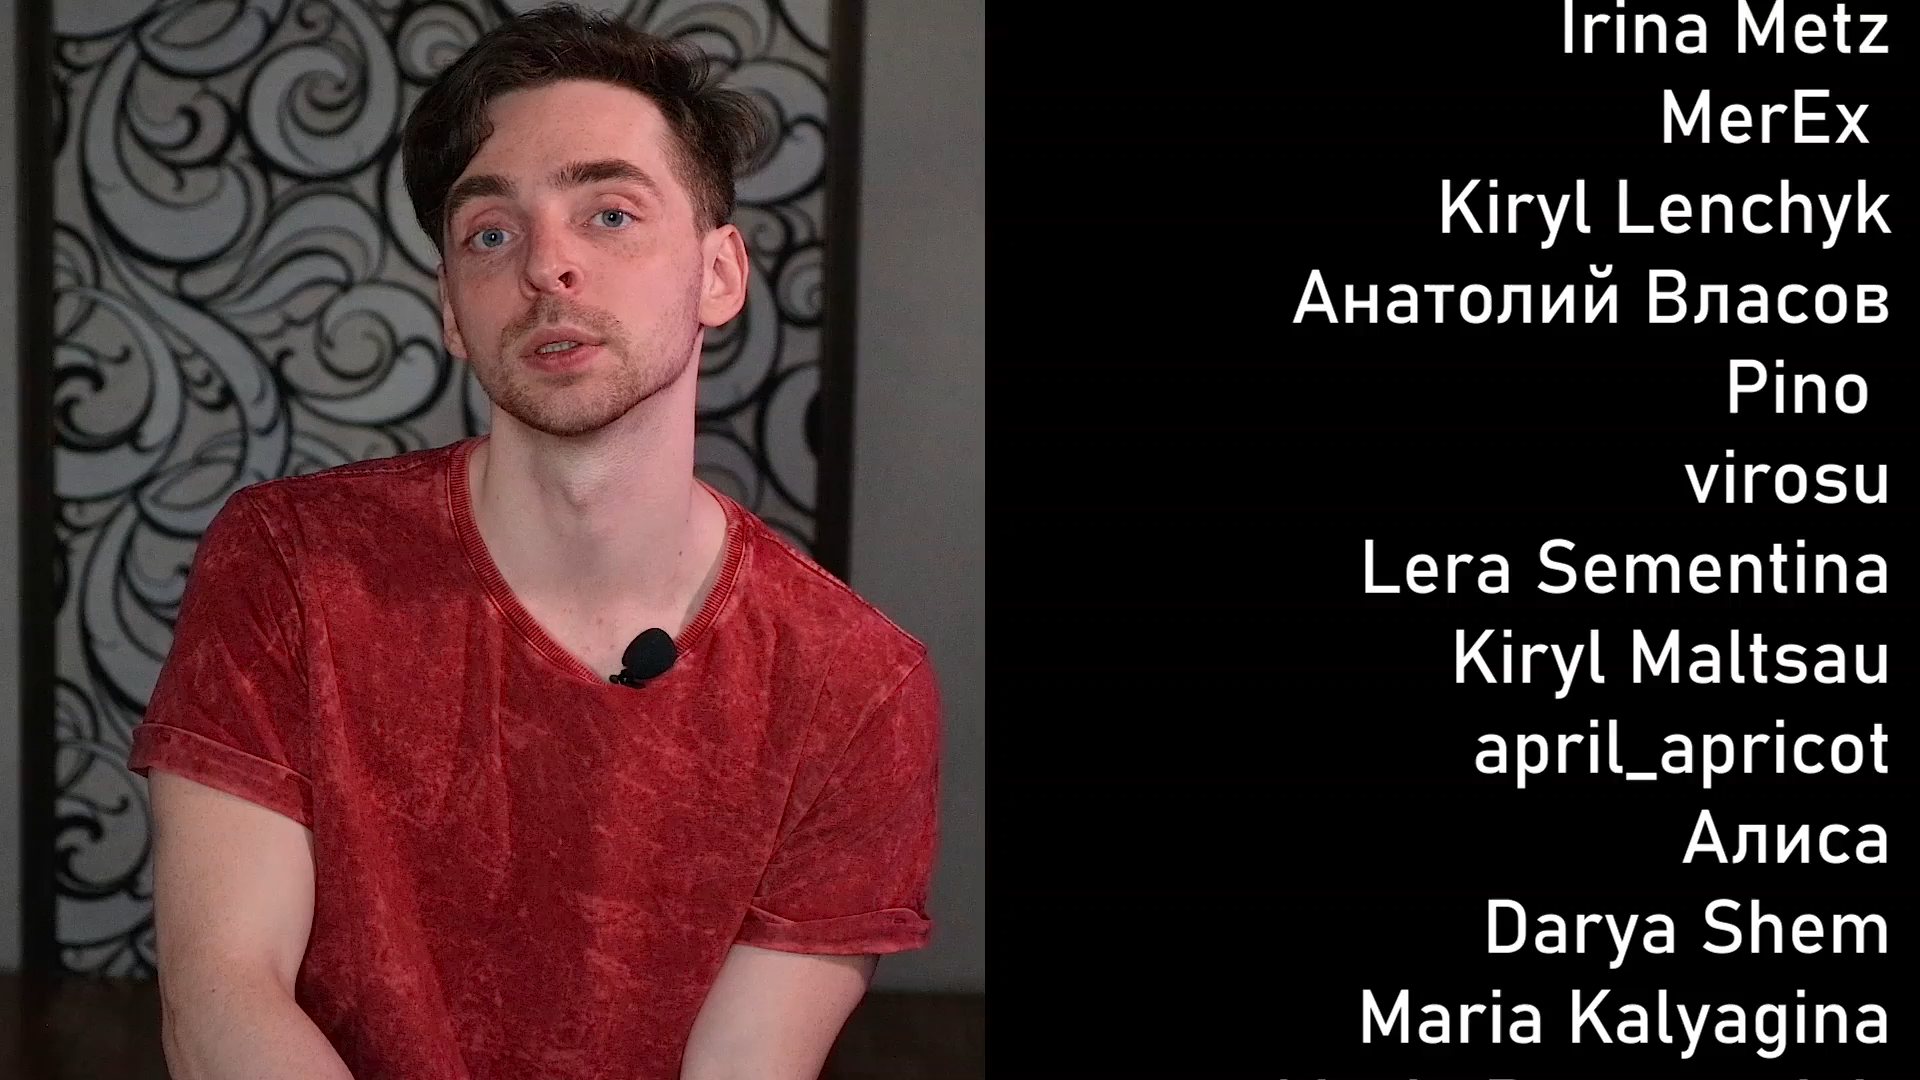 Irina Metz
MerEx
Kiryl Lenchyk
Анатолий Власов
Pino
virosu
Lera Sementina
Kiryl Maltsau
april_apricot
Алиса
Darya Shem
Maria Kalyagina